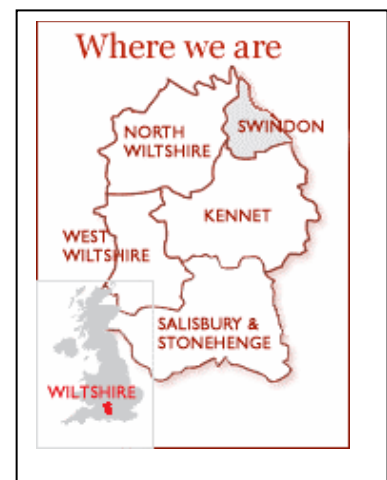 Where we are
SWINDON
NORTH
WILTSHIRE
KENNET
WEST
WILTSHIRE
SALISBURY &
STONEHENGE
WILTSHIRE